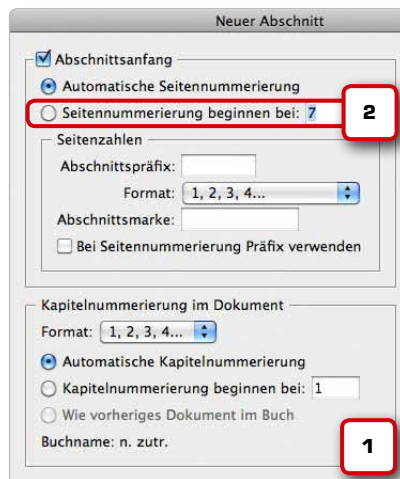 Neuer Abschnitt
Abschnittsanfang
Automatische Seitennummerierung
Seitennummerierung beginnen bei: 7
2
Seitenzahlen
Abschnittspräfix:
Format: 1, 2, 3, 4...
Abschnittsmarke:
Bei Seitennummerierung Präfix verwenden
Kapitelnummerierung im Dokument
Format: 1, 2, 3, 4...
Automatische Kapitelnummerierung
Kapitelnummerierung beginnen bei: 1
Wie vorheriges Dokument im Buch
Buchname: n. zutr.
1